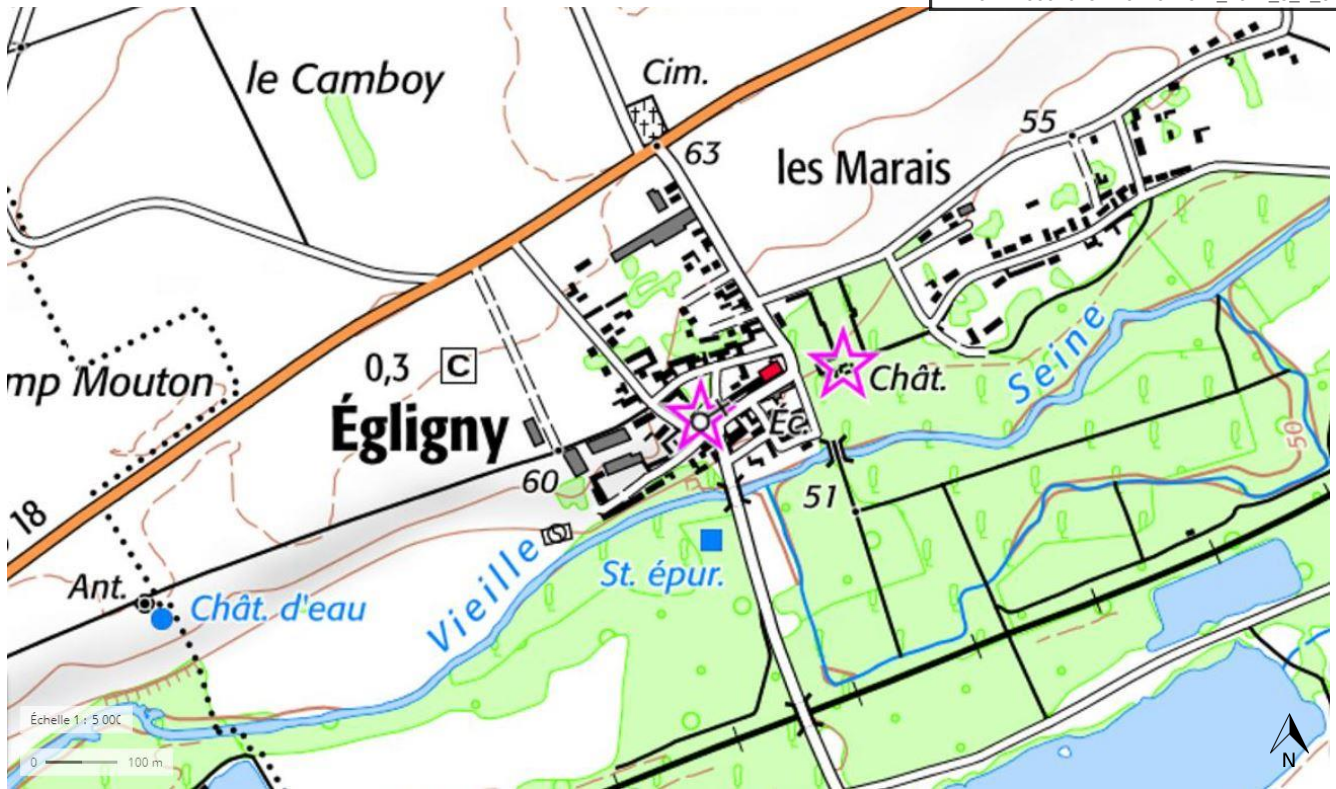 le Camboy
Cim.
63
55
les Marais
mp Mouton
0,3 C
Égligny
Chât.
Seine
Éc.
60
51
50
18
Vieille
St. épur.
Ant.
Chât. d'eau
Échelle 1 : 5 000
0 100 m
N